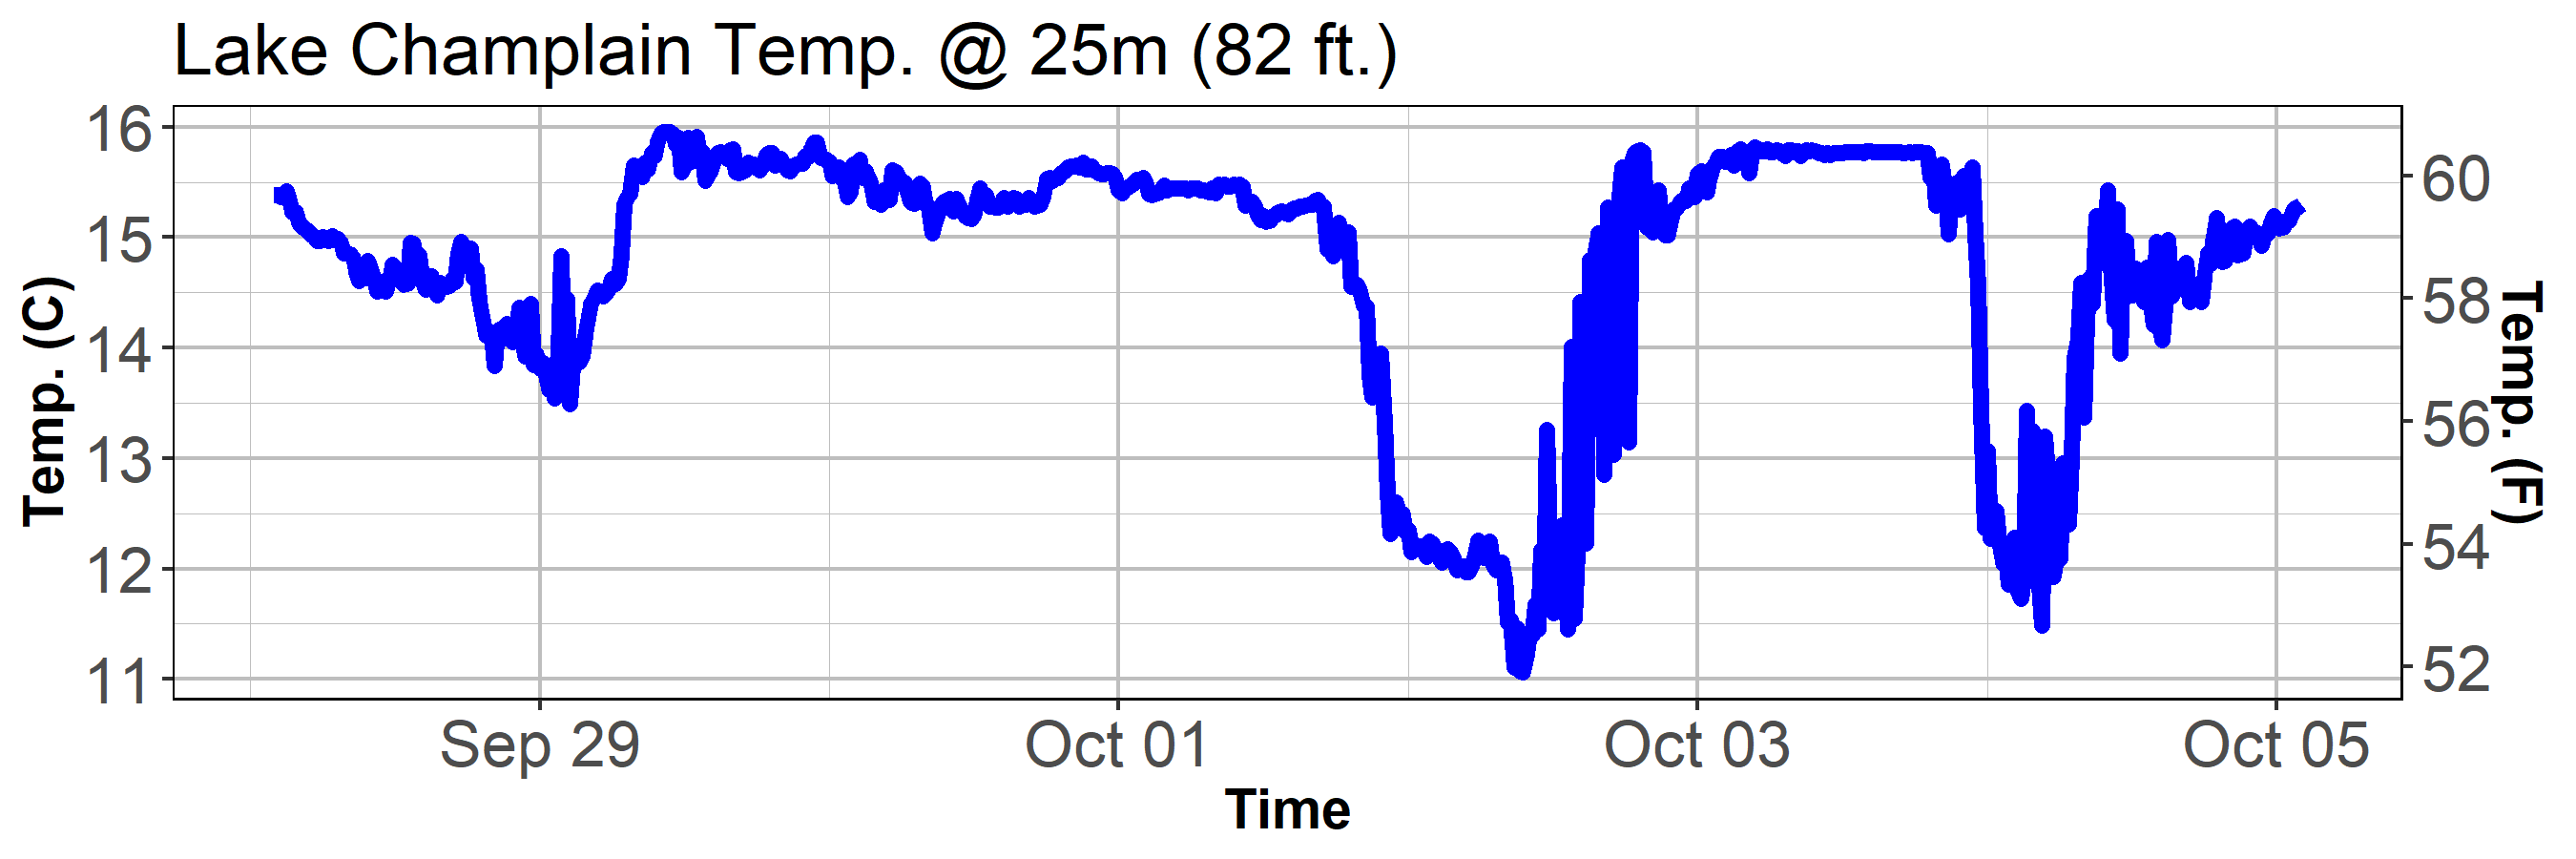 Lake Champlain Temp. @ 25m (82 ft.)
Temp. (C)
16
15
14
13
12
11
60
58
56
54
52
Temp. (F)
Sep 29
Oct 01
Oct 03
Oct 05
Time